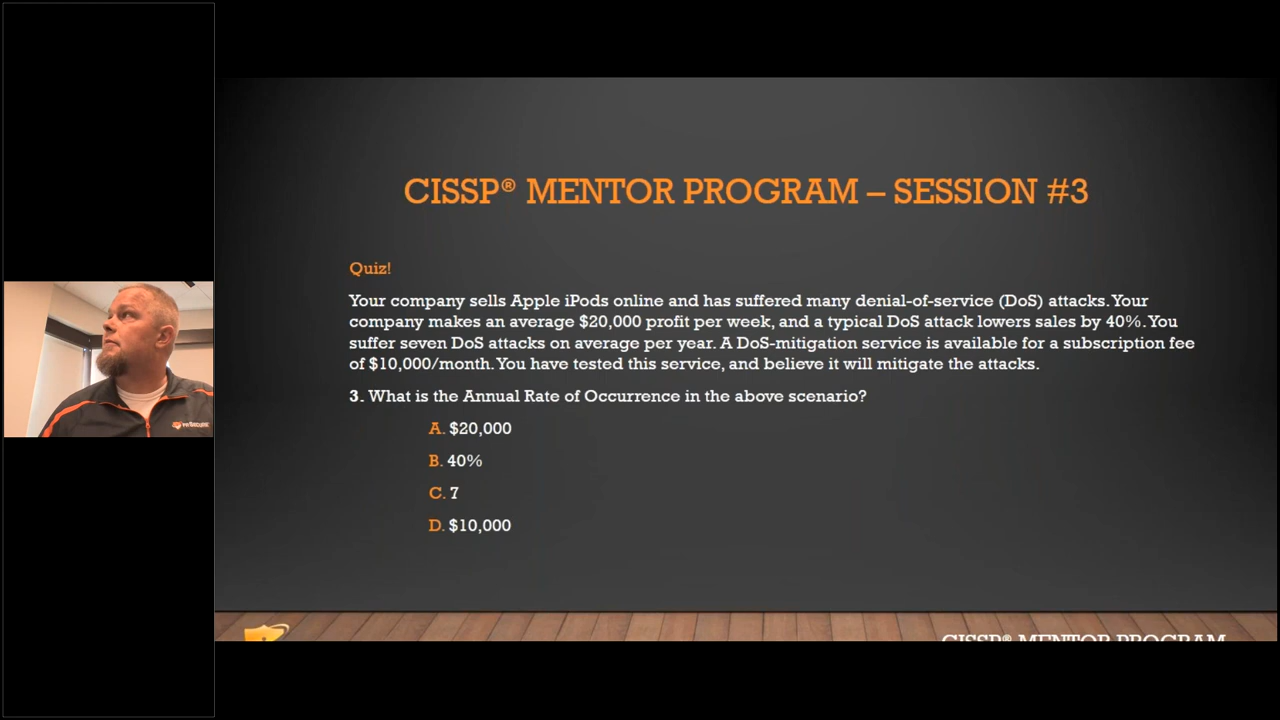 CISSP® MENTOR PROGRAM – SESSION #3
Quiz!
Your company sells Apple iPods online and has suffered many denial-of-service (DoS) attacks. Your
company makes an average $20,000 profit per week, and a typical DoS attack lowers sales by 40%. You
suffer seven DoS attacks on average per year. A DoS-mitigation service is available for a subscription fee
of $10,000/month. You have tested this service, and believe it will mitigate the attacks.
3. What is the Annual Rate of Occurrence in the above scenario?
A. $20,000
B. 40%
C. 7
D. $10,000
CISSP® MENTOR PROGRAM